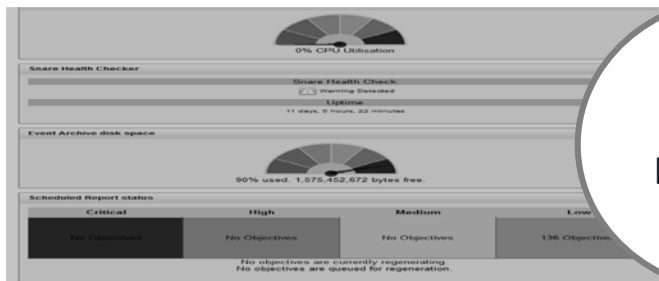 0% CPU Utilisation
Snare Health Checker
Snare Health Check
Warning Detected
Uptime
11 days, 5 hours, 22 minutes
Event Archive disk space
90% used. 1,575,452,672 bytes free.
Scheduled Report status
Critical High Medium Low
No Objectives No Objectives No Objectives 136 Objective
No objectives are currently regenerating.
No objectives are queued for regeneration.